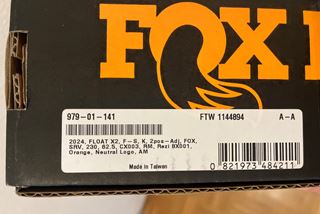 FOX
979-01-141
FTW 1144894
A-A
2024, FLOAT X2, F-S, K, 2pos-Adj, FOX,
SRV, 230, 62.5, CX003, RM, Rezi BX001,
Orange, Neutral Logo, AM
Made in Taiwan
0 821973 484211